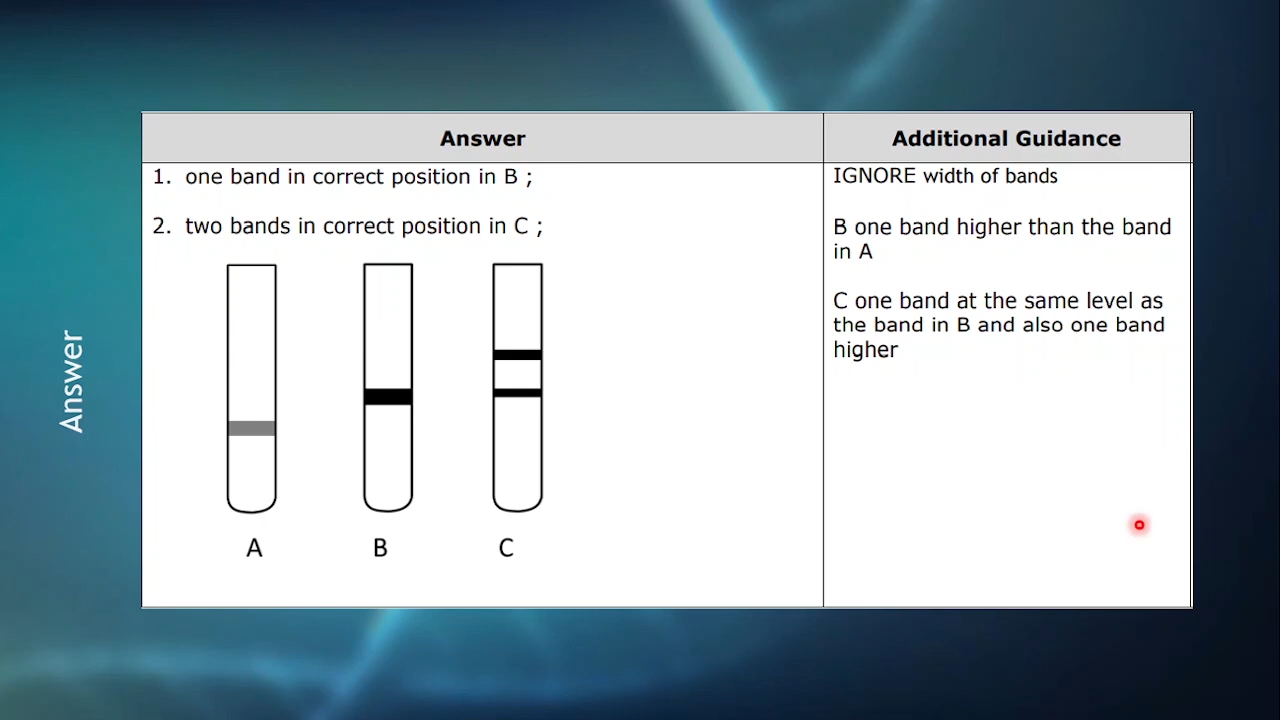 Answer
Answer
Additional Guidance
1. one band in correct position in B ;
2. two bands in correct position in C ;
A
B
C
IGNORE width of bands
B one band higher than the band
in A
C one band at the same level as
the band in B and also one band
higher